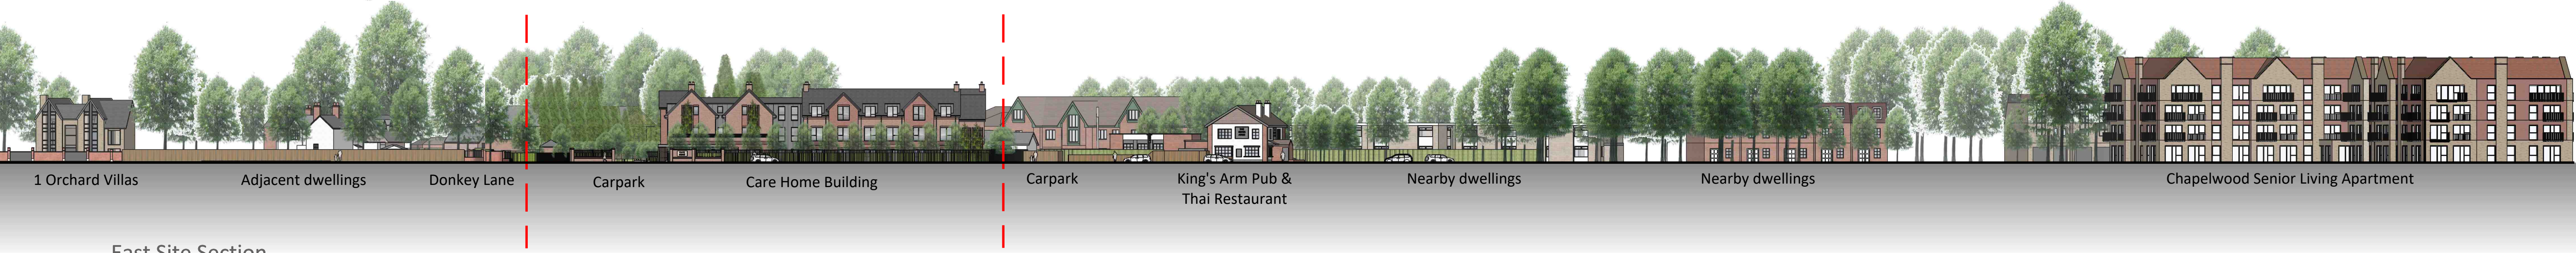 1 Orchard Villas
Adjacent dwellings
Donkey Lane
Carpark
Care Home Building
Carpark
King's Arm Pub &
Thai Restaurant
Nearby dwellings
Nearby dwellings
Chapelwood Senior Living Apartment
East Site Section